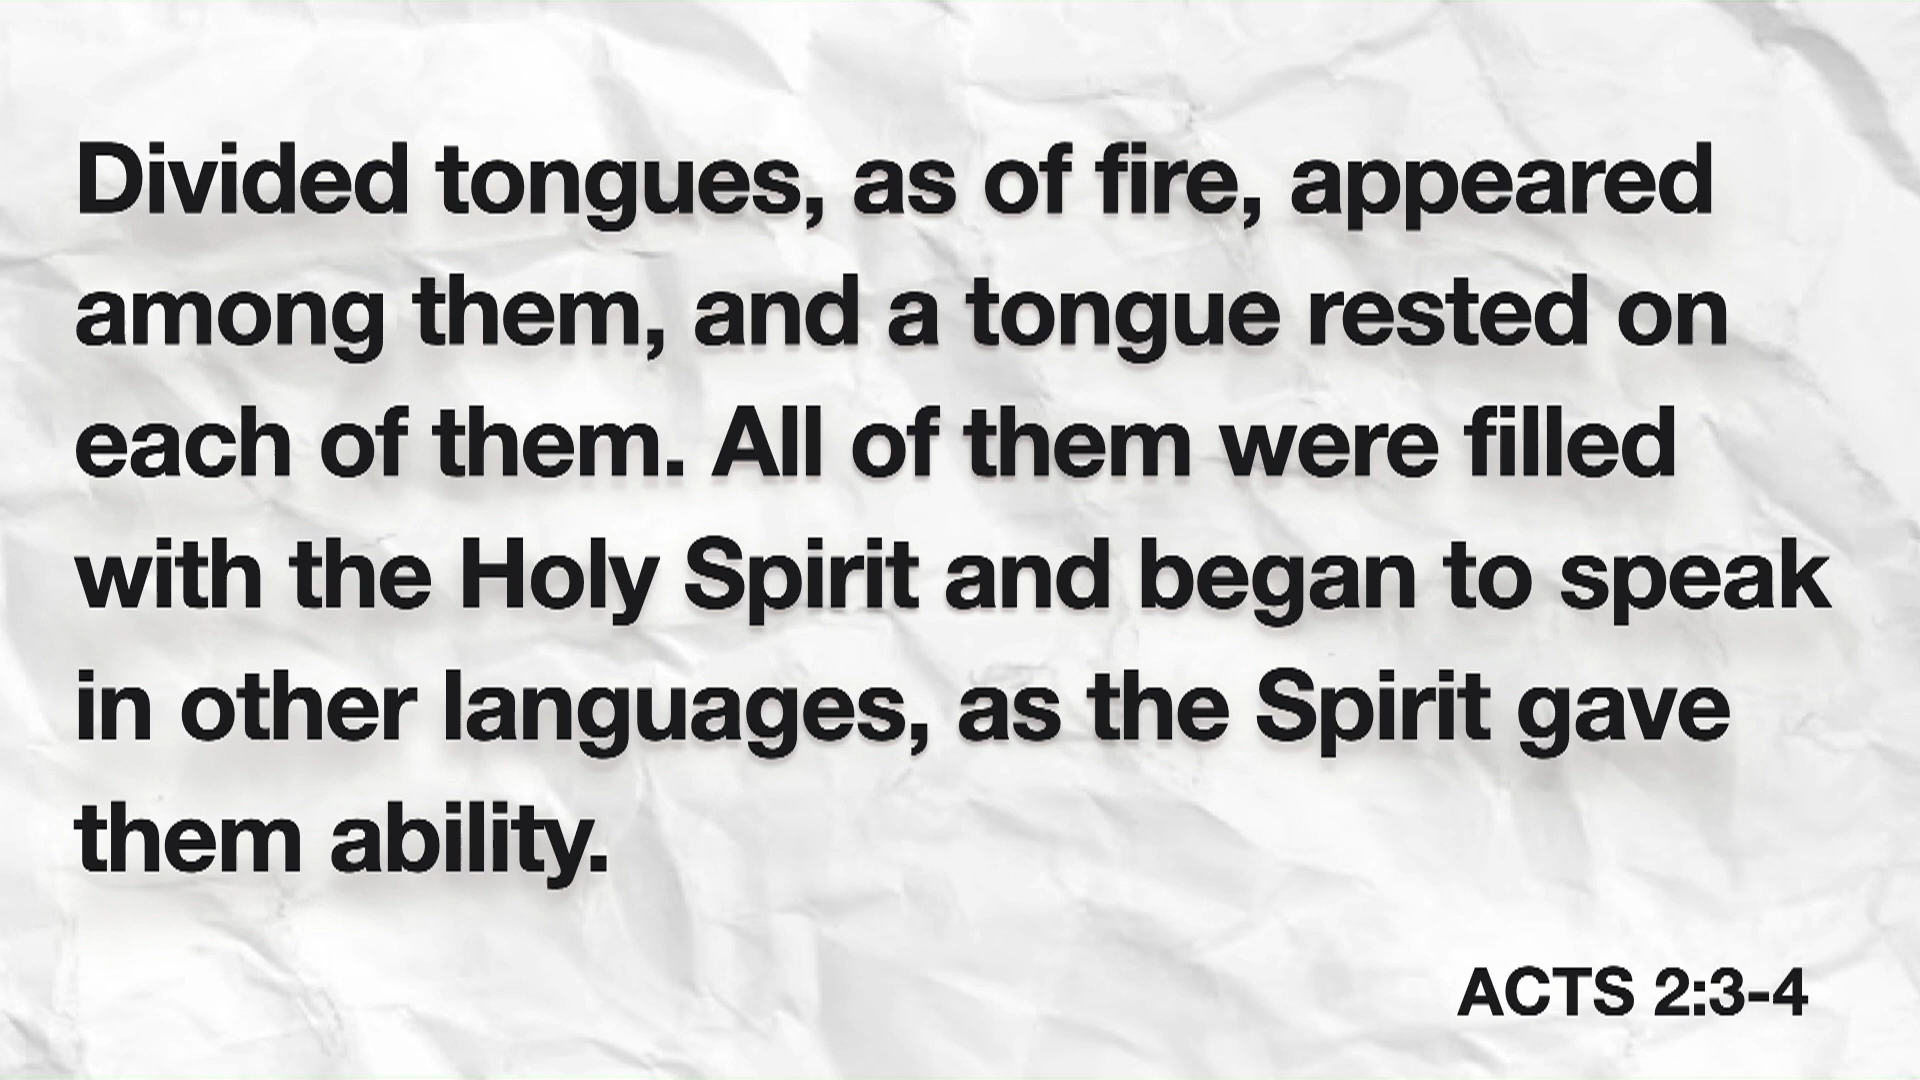 Divided tongues, as of fire, appeared
among them, and a tongue rested on
each of them. All of them were filled
with the Holy Spirit and began to speak
in other languages, as the Spirit gave
them ability.
ACTS 2:3-4